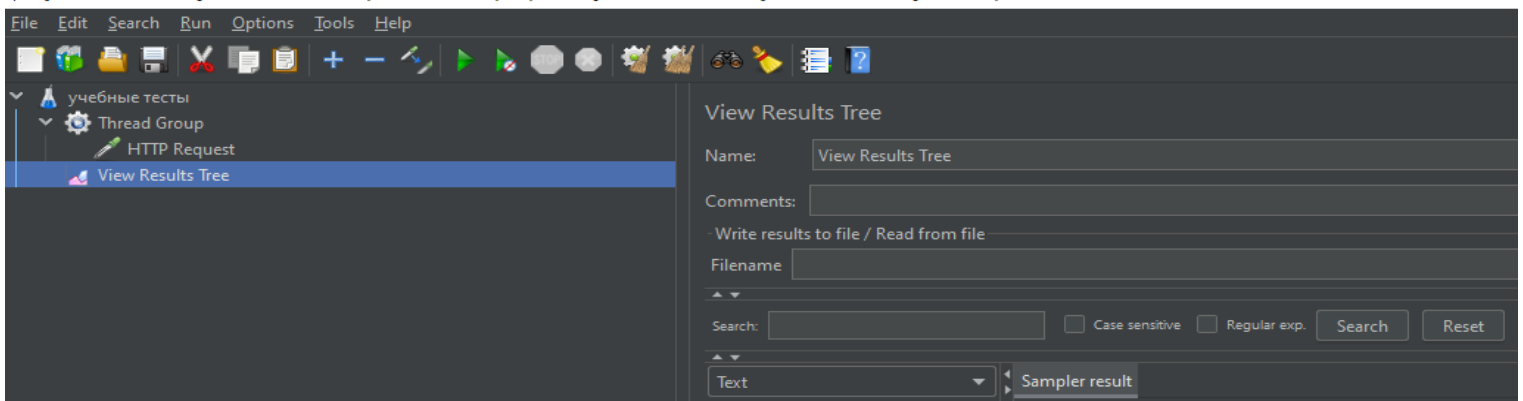 File Edit Search Run Options Tools Help
STOP
учебные тесты
Thread Group
HTTP Request
View Results Tree
View Results Tree
Name: View Results Tree
Comments:
Write results to file / Read from file
Filename
Search: Case sensitive Regular exp. Search Reset
Text Sampler result